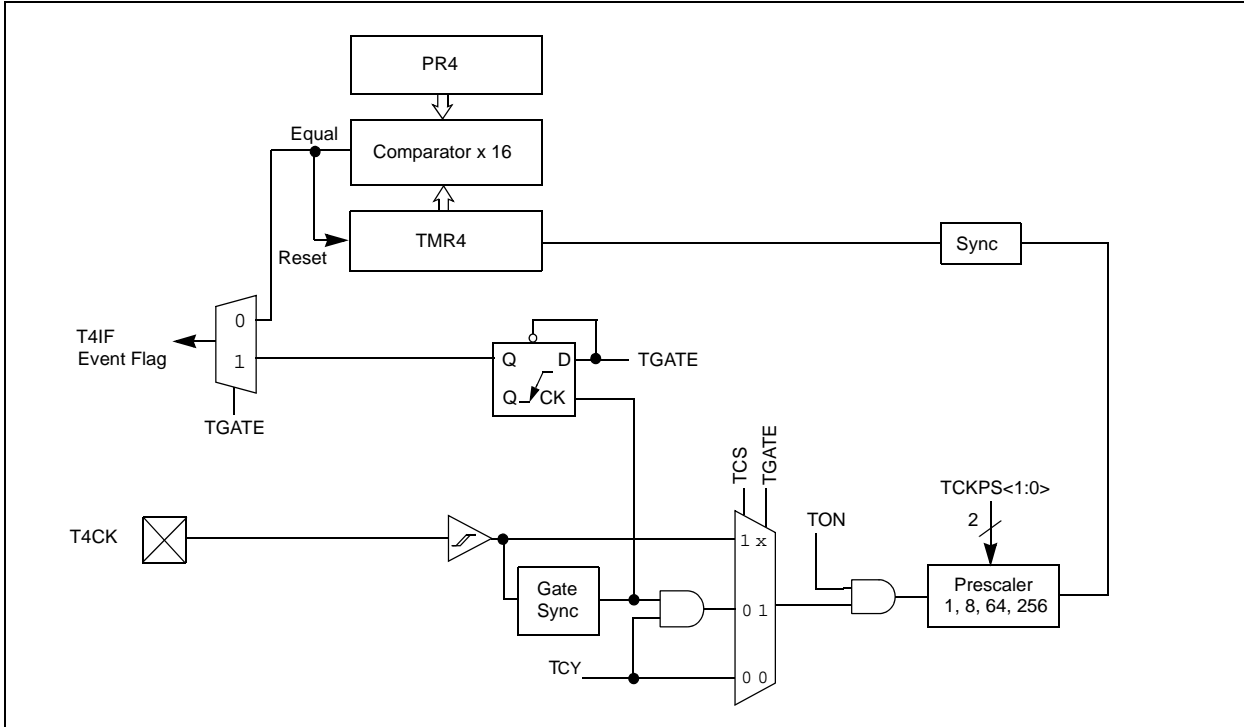 PR4
Equal
Comparator x 16
TMR4
Reset
Sync
0
T4IF
Event Flag
1
Q
D
TGATE
Q
CK
TGATE
TCS
TGATE
TCKPS<1:0>
2
TON
T4CK
1 x
Gate
Sync
Prescaler
1, 8, 64, 256
0 1
TCY
0 0